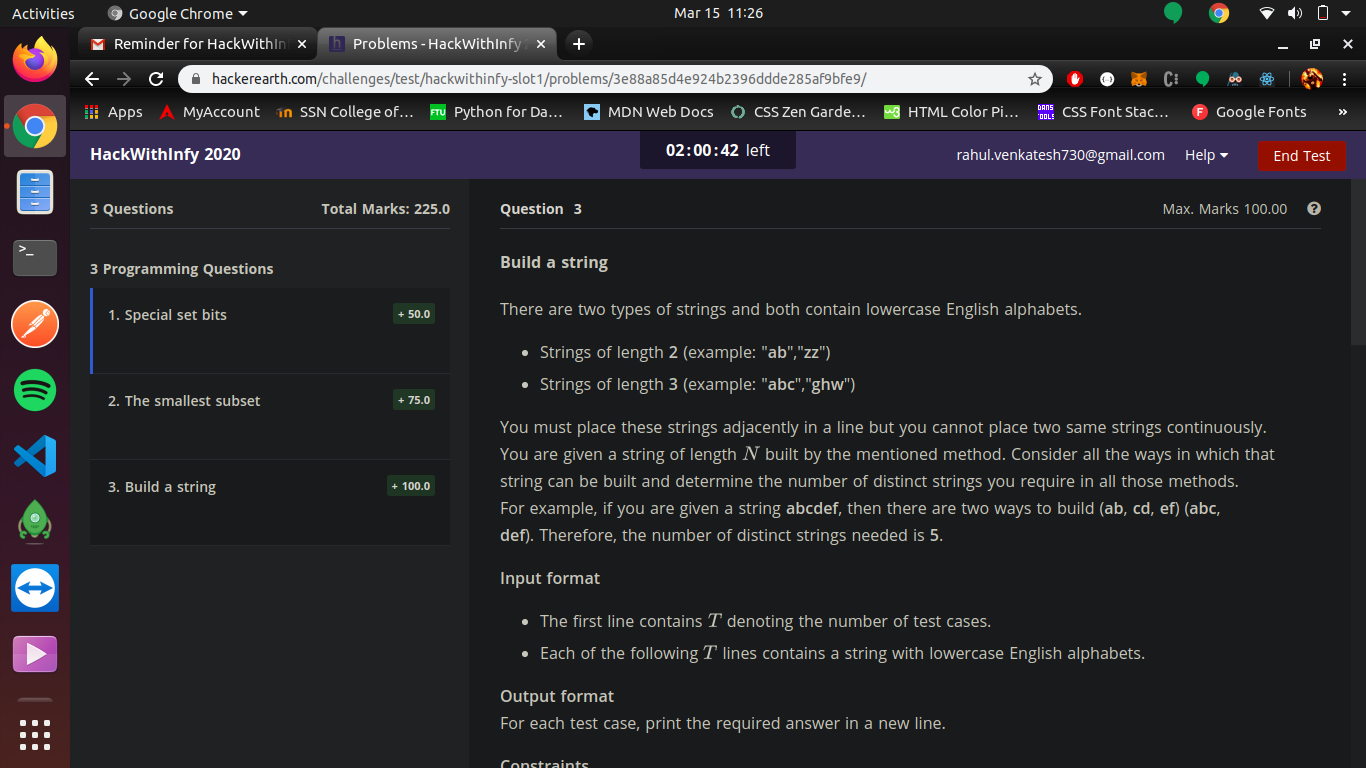 Activities
Google Chrome
Mar 15 11:26
Reminder for HackWithIn
Problems - HackWithInfy
hackerearth.com/challenges/test/hackwithinfy-slot1/problems/3e88a85d4e924b2396ddde285af9bfe9/
Apps
MyAccount
SSN College of...
FTU Python for Da...
MDN Web Docs
CSS Zen Garde...
HTML Color Pi...
CSS Font Stac...
Google Fonts
»
HackWithInfy 2020
02:00:42 left
rahul.venkatesh730@gmail.com
Help
End Test
3 Questions
Total Marks: 225.0
3 Programming Questions
1. Special set bits
+ 50.0
2. The smallest subset
+ 75.0
3. Build a string
+ 100.0
Question 3
Max. Marks 100.00
Build a string
There are two types of strings and both contain lowercase English alphabets.
• Strings of length 2 (example: "ab","zz")
• Strings of length 3 (example: "abc","ghw")
You must place these strings adjacently in a line but you cannot place two same strings continuously.
You are given a string of length N built by the mentioned method. Consider all the ways in which that
string can be built and determine the number of distinct strings you require in all those methods.
For example, if you are given a string abcdef, then there are two ways to build (ab, cd, ef) (abc,
def). Therefore, the number of distinct strings needed is 5.
Input format
• The first line contains T denoting the number of test cases.
• Each of the following T lines contains a string with lowercase English alphabets.
Output format
For each test case, print the required answer in a new line.
Constraints